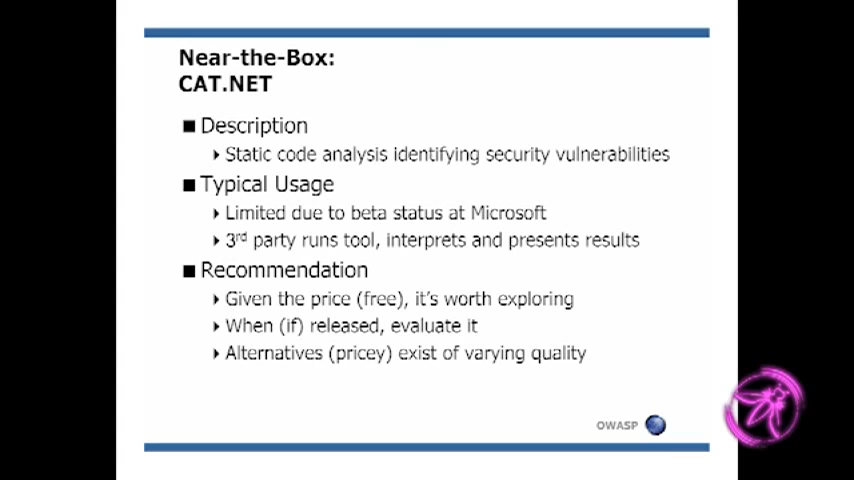 Near-the-Box:
CAT.NET
Description
Static code analysis identifying security vulnerabilities
Typical Usage
Limited due to beta status at Microsoft
3rd party runs tool, interprets and presents results
Recommendation
Given the price (free), it's worth exploring
When (if) released, evaluate it
Alternatives (pricey) exist of varying quality
OWASP